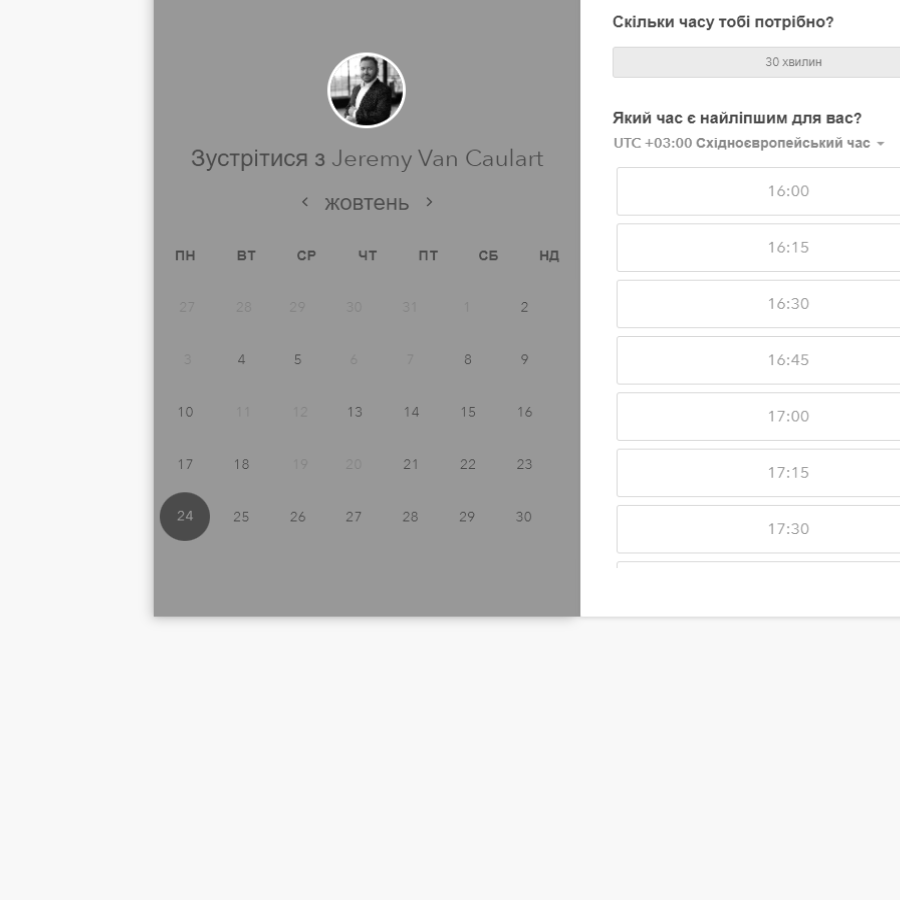 Зустрітися з Jeremy Van Caulart
жовтень
ПН ВТ СР ЧТ ПТ СБ НД
27 28 29 30 31 1 2
3 4 5 6 7 8 9
10 11 12 13 14 15 16
17 18 19 20 21 22 23
24 25 26 27 28 29 30
Скільки часу тобі потрібно?
30 хвилин
Який час є найліпшим для вас?
UTC +03:00 Східноєвропейський час
16:00
16:15
16:30
16:45
17:00
17:15
17:30